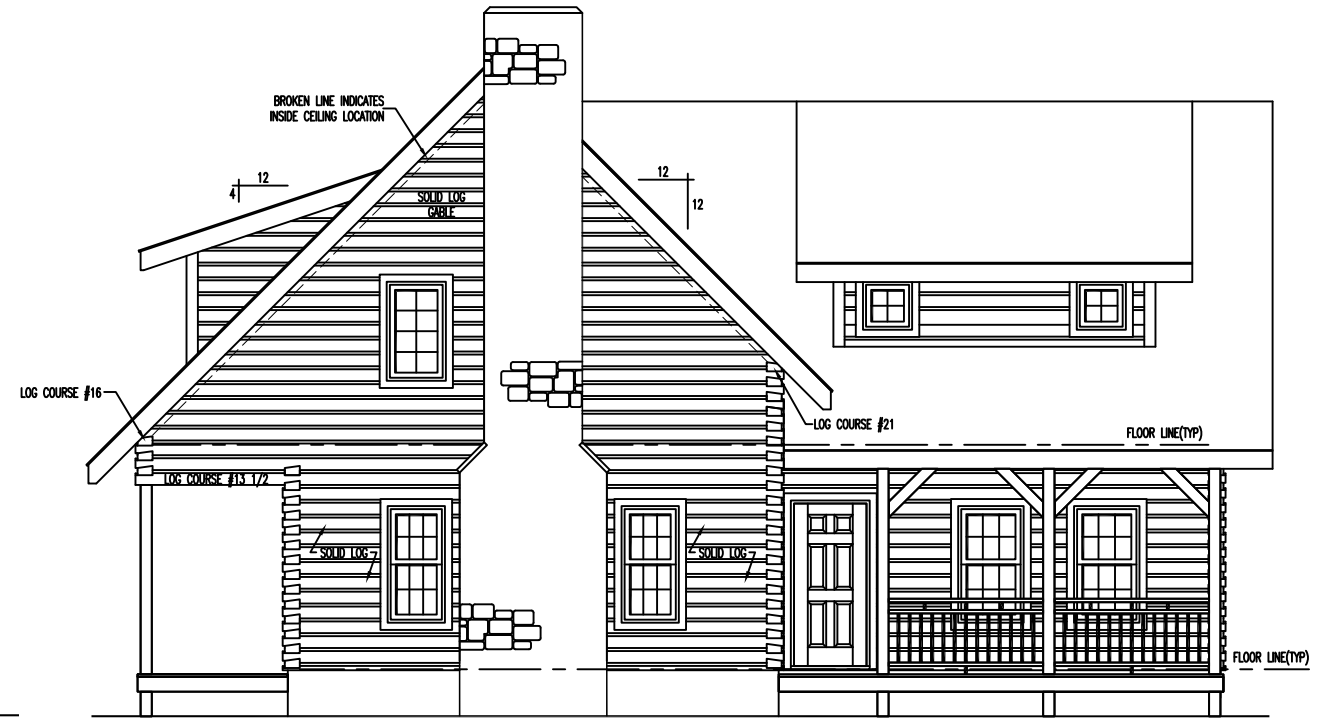 BROKEN LINE INDICATES
INSIDE CEILING LOCATION
12
4
12
12
SOLID LOG
GABLE
LOG COURSE #16
LOG COURSE #21
FLOOR LINE(TYP)
LOG COURSE #13 1/2
SOLID LOG
SOLID LOG
FLOOR LINE(TYP)